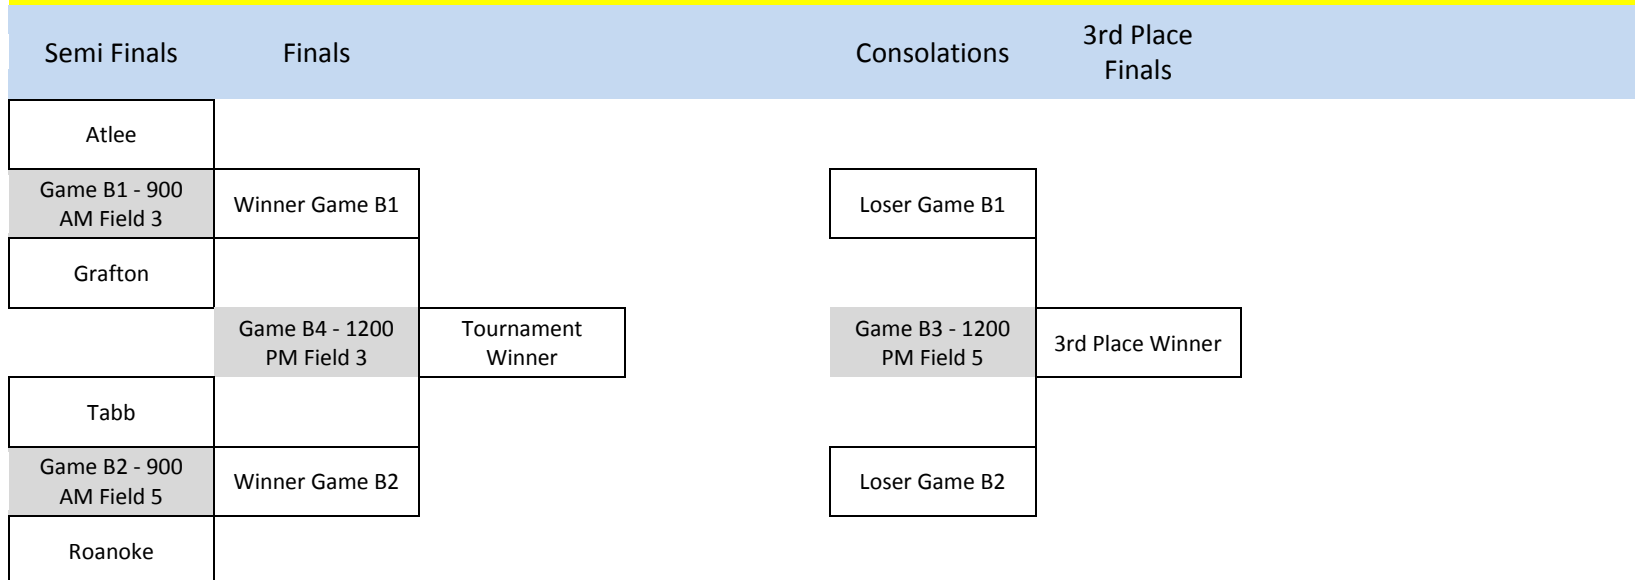 Semi Finals
Finals
Consolations
3rd Place
Finals
Atlee
Game B1 - 900
AM Field 3
Winner Game B1
Loser Game B1
Grafton
Game B4 - 1200
PM Field 3
Tournament
Winner
Game B3 - 1200
PM Field 5
3rd Place Winner
Tabb
Game B2 - 900
AM Field 5
Winner Game B2
Loser Game B2
Roanoke